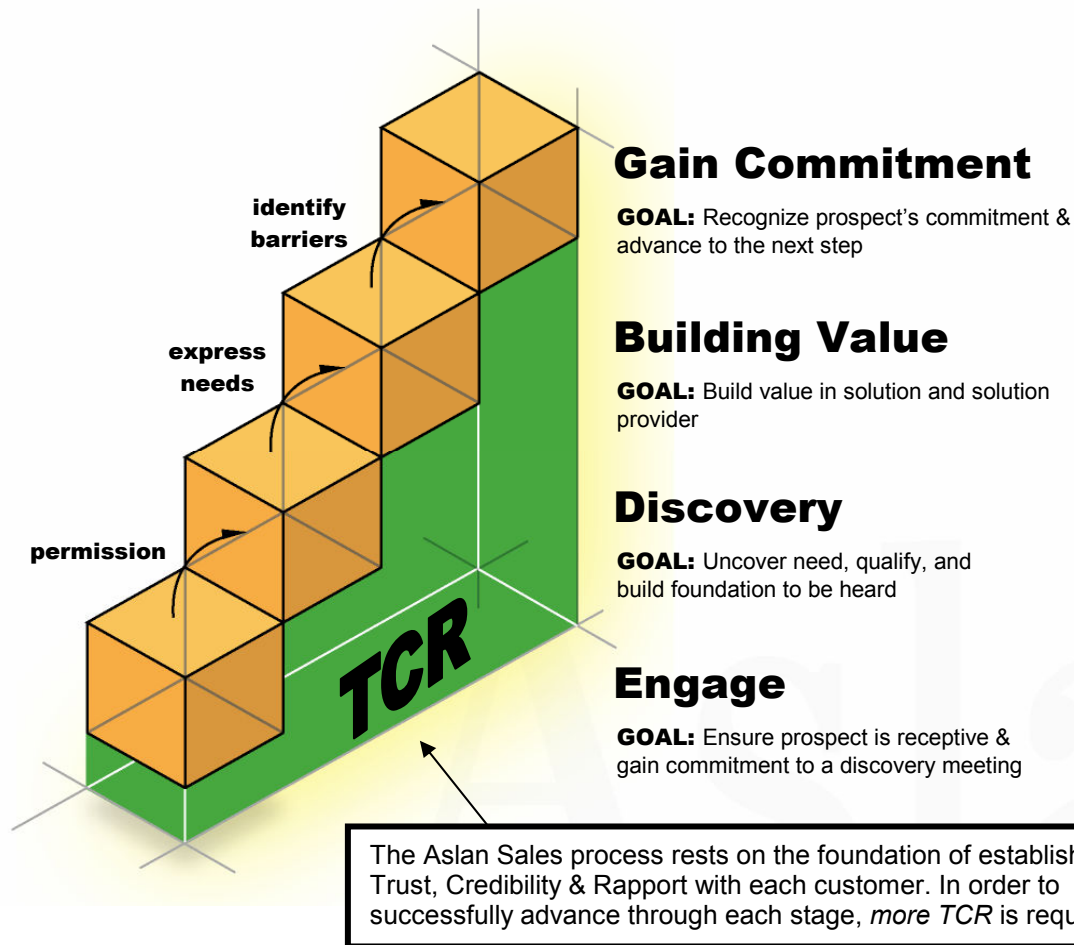 Gain Commitment
GOAL: Recognize prospect's commitment &
advance to the next step
identify
barriers
Building Value
GOAL: Build value in solution and solution
provider
express
needs
Discovery
GOAL: Uncover need, qualify, and
build foundation to be heard
permission
Engage
GOAL: Ensure prospect is receptive &
gain commitment to a discovery meeting
TCR
The Aslan Sales process rests on the foundation of
Trust, Credibility & Rapport with each customer. In order to
successfully advance through each stage, more TCR is